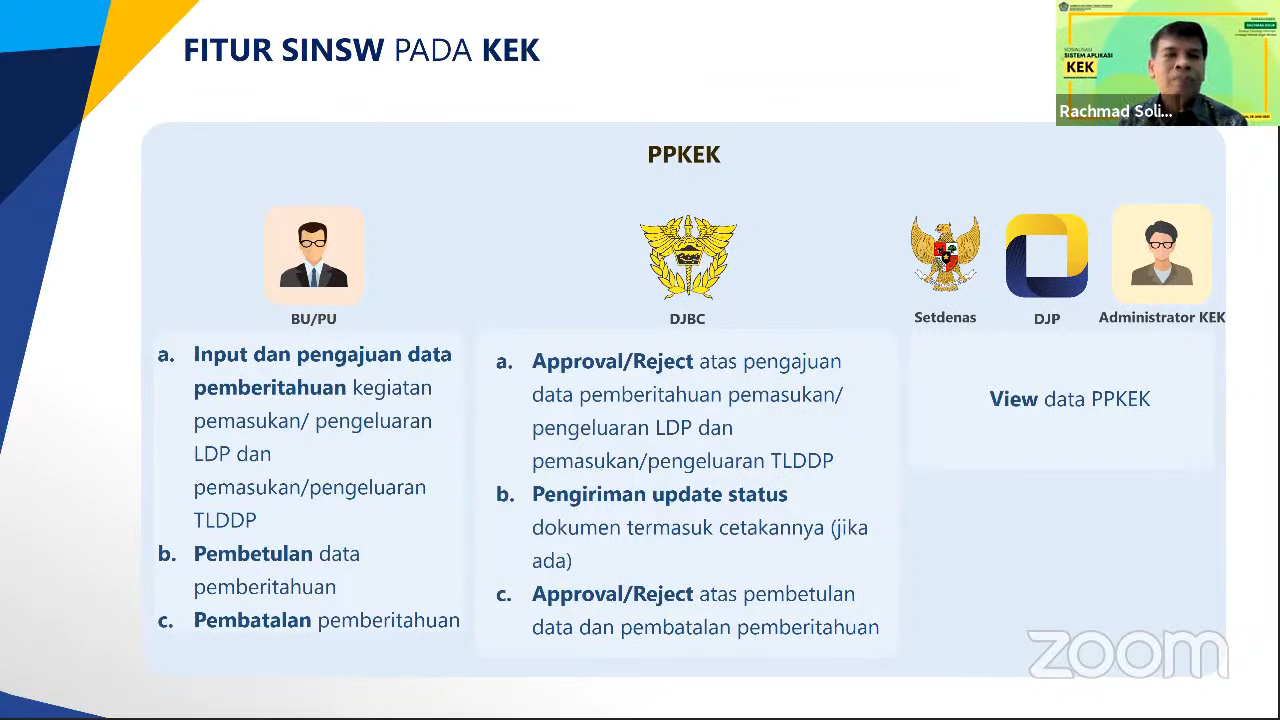 FITUR SINSW PADA KEK
SOSIALISASI
SISTEM APLIKASI
KEK
Rachmad Soli...
PPKEK
BU/PU
DJBC
Setdenas
DJP
Administrator KEK
a. Input dan pengajuan data
pemberitahuan kegiatan
pemasukan/ pengeluaran
LDP dan
pemasukan/pengeluaran
TLDDP
b. Pembetulan data
pemberitahuan
c. Pembatalan pemberitahuan
a. Approval/Reject atas pengajuan
data pemberitahuan pemasukan/
pengeluaran LDP dan
pemasukan/pengeluaran TLDDP
b. Pengiriman update status
dokumen termasuk cetakannya (jika
ada)
c. Approval/Reject atas pembetulan
data dan pembatalan pemberitahuan
View data PPKEK
zoom